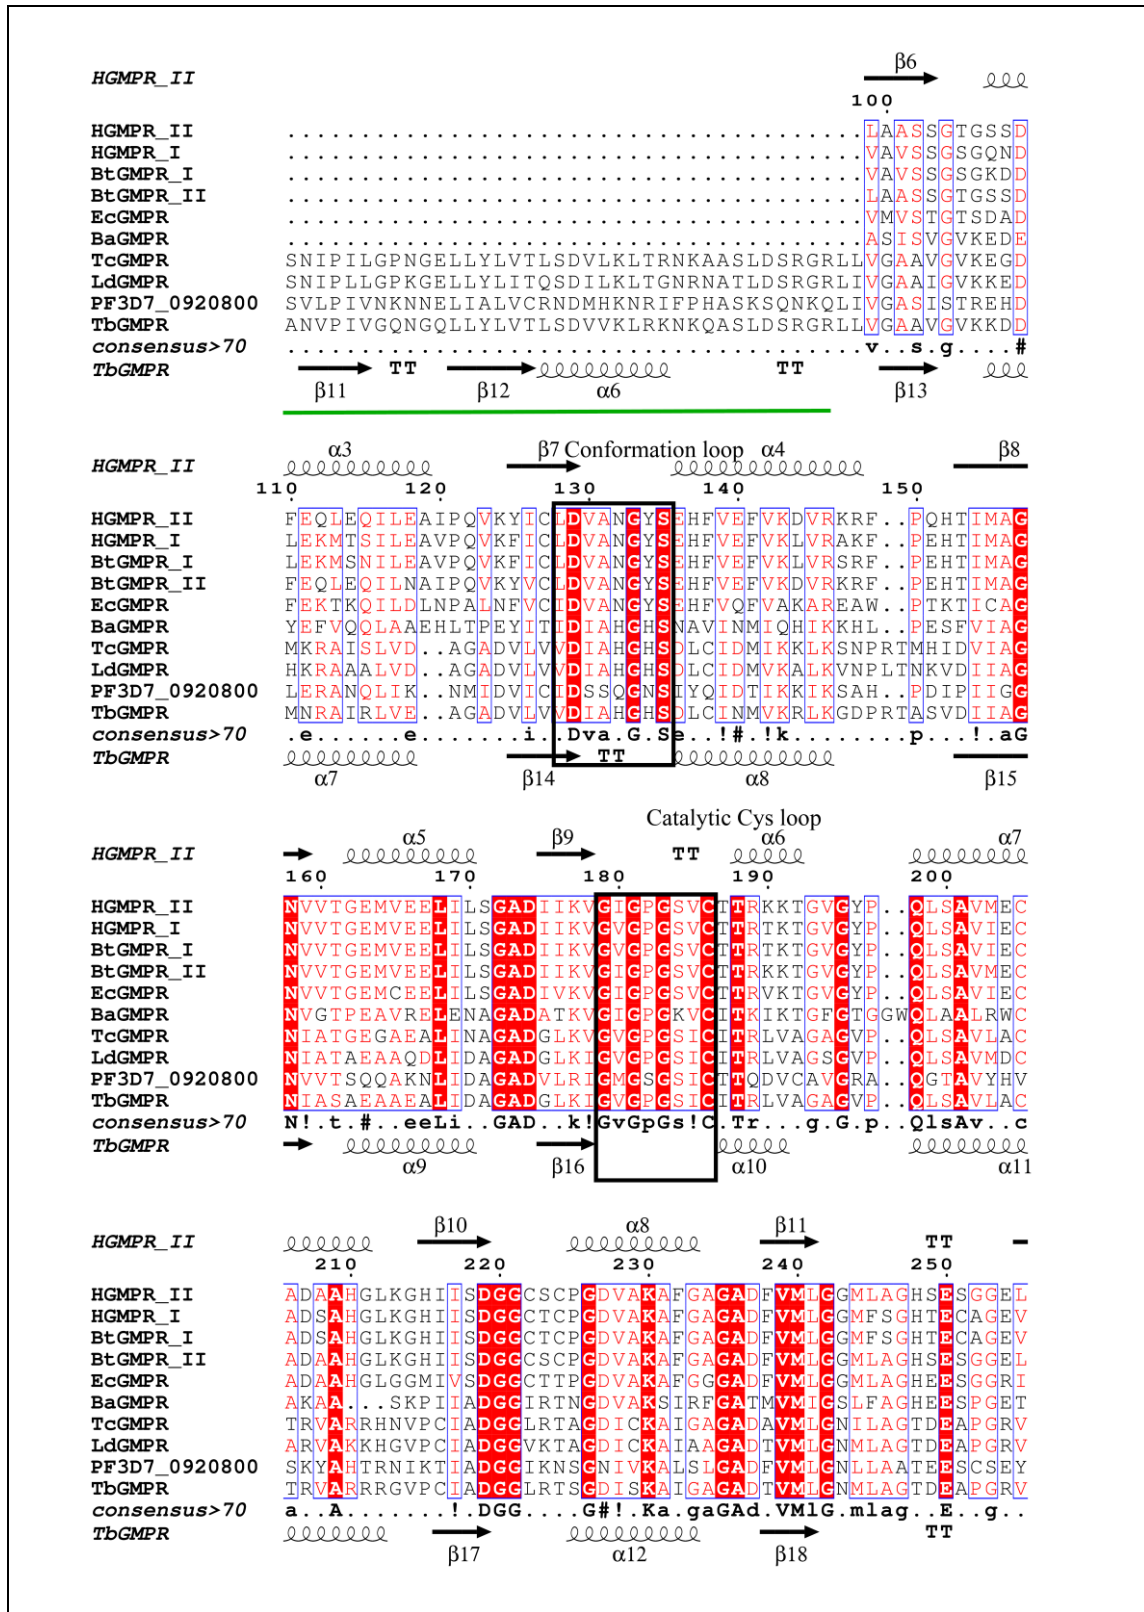 β6
HGMPR_II
100
HGMPR_II ....................................... LAASSGTGSSD
HGMPR_I ....................................... VAVSSGSGQND
BtGMPR_I ....................................... VAVSSGSGKDD
BtGMPR_II ....................................... LAASSGTGSSD
EcGMPR ....................................... VMVSTGTSDAD
BaGMPR ....................................... ASISVGVKEDE
TcGMPR SNIPILGPNGELLYLVTLSDVLKLTRNKAASLDSRGRLLVGAAVGVKEGD
LdGMPR SNIPLLGPKGELLYLITQSDILKLTGNRNATLDSRGRLIVGAAIGVKKED
PF3D7_0920800 SVLPIVNKNNELIALVCRNDMHKNRIFPHASKSQNKQLIVGASISTREHD
TbGMPR ANVPIVGQNGQLLYLVTLSDVVKLRKNKQASLDSRGRLLVGAAVGVKKDD
consensus>70 .......................................v..s.g....#
TbGMPR TT TT
β11 β12 α6 β13
α3 β7 Conformation loop α4 β8
HGMPR_II
110 120 130 140 150
HGMPR_II FEQLEQILEAIPQVKYICLDVANGYSEHFVEFVKDVRKRF..PQHTIMAG
HGMPR_I LEKMTSILEAVPQVKFICLDVANGYSEHFVEFVKLVRAKF..PEHTIMAG
BtGMPR_I LEKMSNILEAVPQVKFICLDVANGYSEHFVEFVKLVRSRF..PEHTIMAG
BtGMPR_II FEQLEQILNAIPQVKYVCLDVANGYSEHFVEFVKDVRKRF..PEHTIMAG
EcGMPR FEKTKQILDLNPALNFVCIDVANGYSEHFVQFVAKAREAW..PTKTICAG
BaGMPR YEFVQQLAAEHLTPEYITIDIAHGHSNAVINMIQHIKKHL..PESFVIAG
TcGMPR MKRAISLVD..AGADVLVVDIAHGHSDLCIDMIKKLKSNPRTMHIDVIAG
LdGMPR HKRAAALVD..AGADVLVVDIAHGHSDLCIDMVKALKVNPLTNKVDIIAG
PF3D7_0920800 LERANQLIK..NMIDVICIDSSQGNSIYQIDTIKKIKSAH..PDIPIIGG
TbGMPR MNRAIRLVE..AGADVLVVDIAHGHSDLCINMVKRLKGDPRTASVDIIAG
consensus>70 .e......e.........i..Dva.G.Se..!#.!k.......p...!.aG
TbGMPR TT
α7 β14 α8 β15
Catalytic Cys loop
α5 β9 α6 α7
HGMPR_II TT
160 170 180 190 200
HGMPR_II NVVTGEMVEELILSGADIIKVGIGPGSVCTTRKKTGVGYP..QLSAVMEC
HGMPR_I NVVTGEMVEELILSGADIIKVGVGPGSVCTTRTKTGVGYP..QLSAVIEC
BtGMPR_I NVVTGEMVEELILSGADIIKVGVGPGSVCTTRTKTGVGYP..QLSAVIEC
BtGMPR_II NVVTGEMVEELILSGADIIKVGIGPGSVCTTRKKTGVGYP..QLSAVMEC
EcGMPR NVVTGEMCEELILSGADIVKVGIGPGSVCTTRVKTGVGYP..QLSAVIEC
BaGMPR NVGTPEAVRELENAGADATKVGIGPGKVCITKIKTGFGTGGWQLAALRWC
TcGMPR NIATGEGAEALINAGADGLKVGVGPGSICITRLVAGAGVP..QLSAVLAC
LdGMPR NIATAEAAQDLIDAGADGLKIGVGPGSICITRLVAGSGVP..QLSAVMDC
PF3D7_0920800 NVVTSQQAKNLIDAGADVLRIGMGSGSICTTQDVCAVGRA..QGTAVYHV
TbGMPR NIASAEAAEALIDAGADGLKIGVGPGSICITRLVAGAGVP..QLSAVLAC
consensus>70 N!.t.#..eeLi..GAD..k!GvGpGs!C.Tr....g.G.p..QlsAv..c
TbGMPR
α9 β16 α10 α11
β10 α8 β11
HGMPR_II TT
210 220 230 240 250
HGMPR_II ADAAHGLKGHIISDGGCSCPGDVAKAFGAGADFVMLGGMLAGHSESGGEL
HGMPR_I ADSAHGLKGHIISDGGCTCPGDVAKAFGAGADFVMLGGMFSGHTECAGEV
BtGMPR_I ADSAHGLKGHIISDGGCTCPGDVAKAFGAGADFVMLGGMFSGHTECAGEV
BtGMPR_II ADAAHGLKGHIISDGGCSCPGDVAKAFGAGADFVMLGGMLAGHSESGGEL
EcGMPR ADAAHGLGGMIVSDGGCTTPGDVAKAFGGGADFVMLGGMLAGHEESGGRI
BaGMPR AKAA...SKPIIADGGIRTNGDVAKSIRFGATMVMIGSLFAGHEESPGET
TcGMPR TRVARRHNVPCIADGGLRTAGDICKAIGAGADAVMLGNILAGTDEAPGRV
LdGMPR ARVAKKHGVPCIADGGVKTAGDICKAIAAGADTVMLGNMLAGTDEAPGRV
PF3D7_0920800 SKYAHTRNIKTIADGGIKNSGNIVKALSLGADFVMLGNLLAATEESCSEY
TbGMPR TRVARRRGVPCIADGGLRTSGDISKAIGAGADTVMLGNMLAGTDEAPGRV
consensus>70 a..A.......!.DGG....G#!.Ka.gaGAd.VMlG.mlag..E..g..
TbGMPR TT
β17 α12 β18